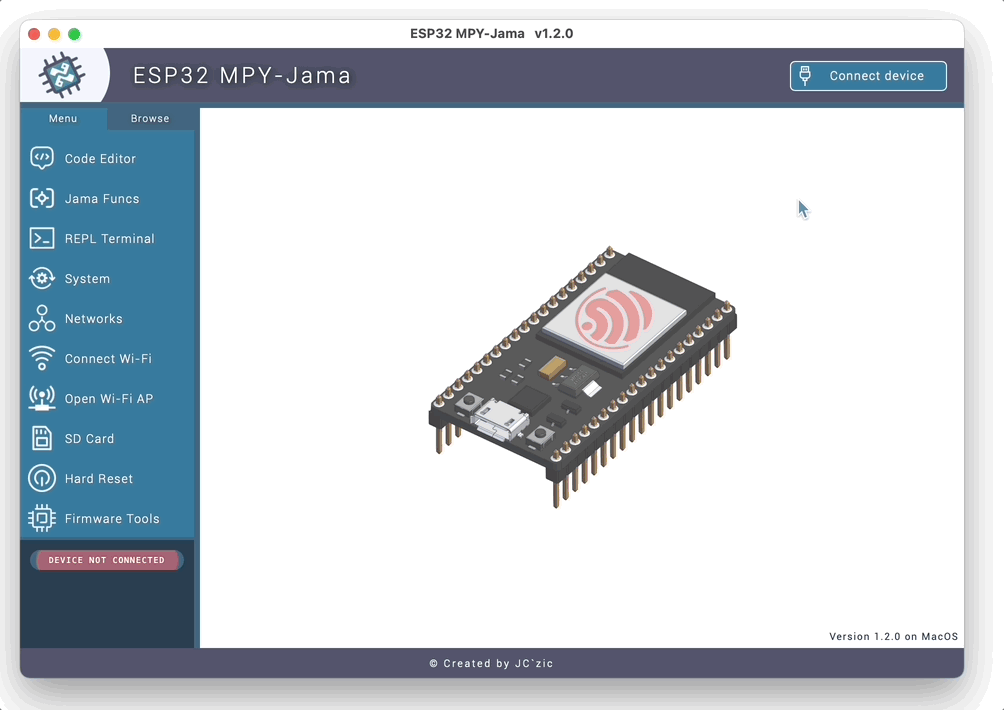 ESP32 MPY-Jama v1.2.0
ESP32 MPY-Jama
Connect device
Menu
Browse
Code Editor
Jama Funcs
REPL Terminal
System
Networks
Connect Wi-Fi
Open Wi-Fi AP
SD Card
Hard Reset
Firmware Tools
DEVICE NOT CONNECTED
Version 1.2.0 on MacOS
© Created by JC`zic